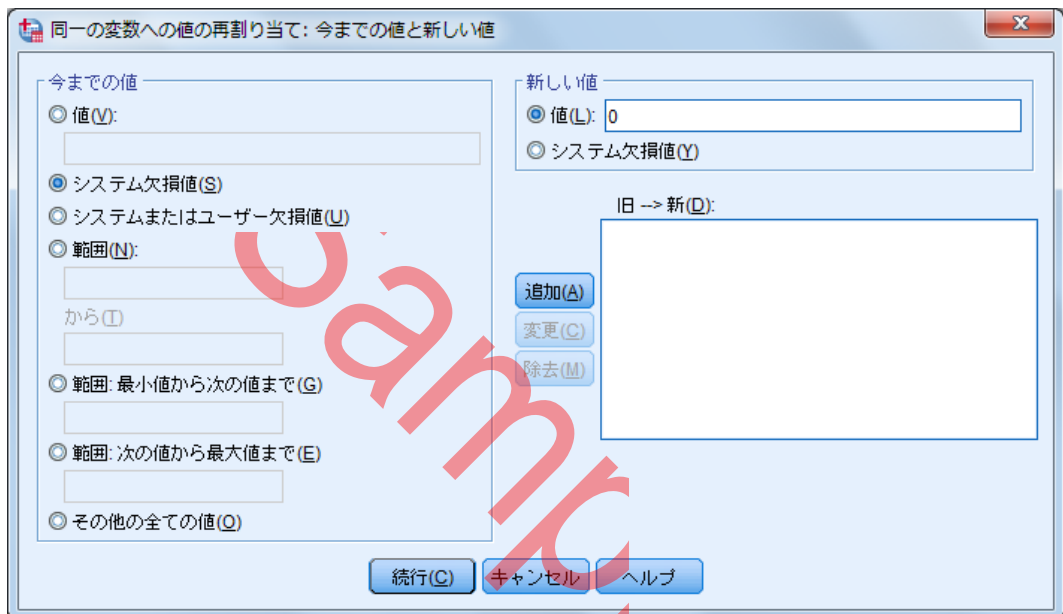 同一の変数への値の再割り当て: 今までの値と新しい値
今までの値
値(V):
システム欠損値(S)
システムまたはユーザー欠損値(U)
範囲(N):
から(T)
範囲: 最小値から次の値まで(G)
範囲: 次の値から最大値まで(E)
その他の全ての値(O)
新しい値
値(L): 0
システム欠損値(Y)
旧 --> 新(D):
追加(A)
変更(C)
除去(M)
続行(C) キャンセル ヘルプ